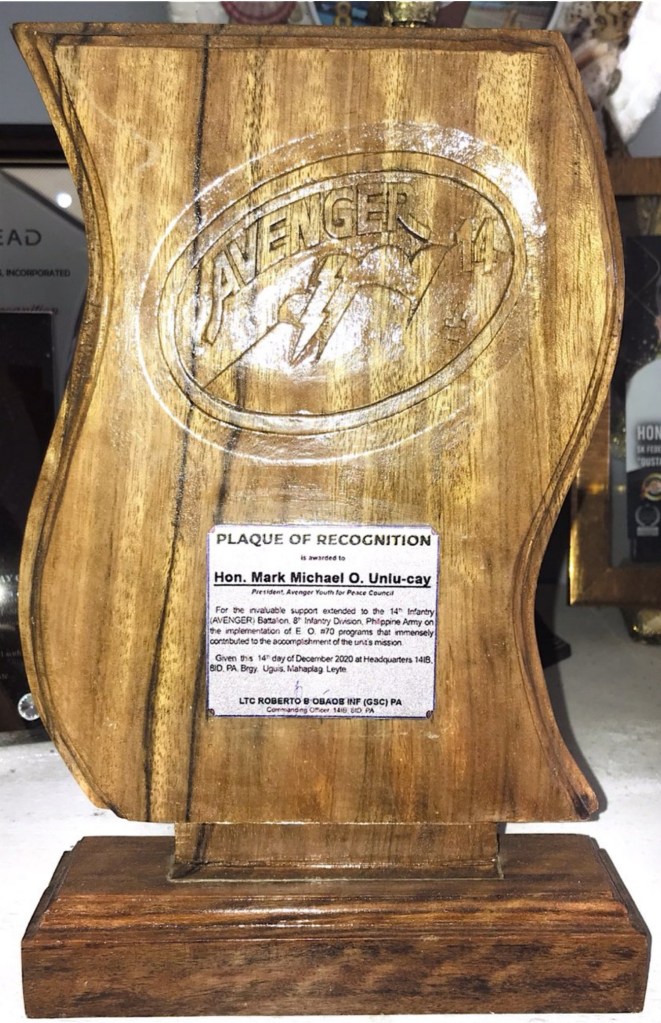 AVENGER
14
PLAQUE OF RECOGNITION
is awarded to
Hon. Mark Michael O. Unlu-cay
President, Avenger Youth for Peace Council
For the invaluable support extended to the 14th Infantry
(AVENGER) Battalion, 8th Infantry Division, Philippine Army on
the implementation of E. O. #70 programs that immensely
contributed to the accomplishment of the unit's mission.
Given this 14th day of December 2020 at Headquarters 14IB,
8ID, PA, Brgy. Uguis, Mahaplag, Leyte.
LTC ROBERTO B OBAOB INF (GSC) PA
Commanding Officer, 14IB, 8ID, PA
EAD
INCORPORATED
HON